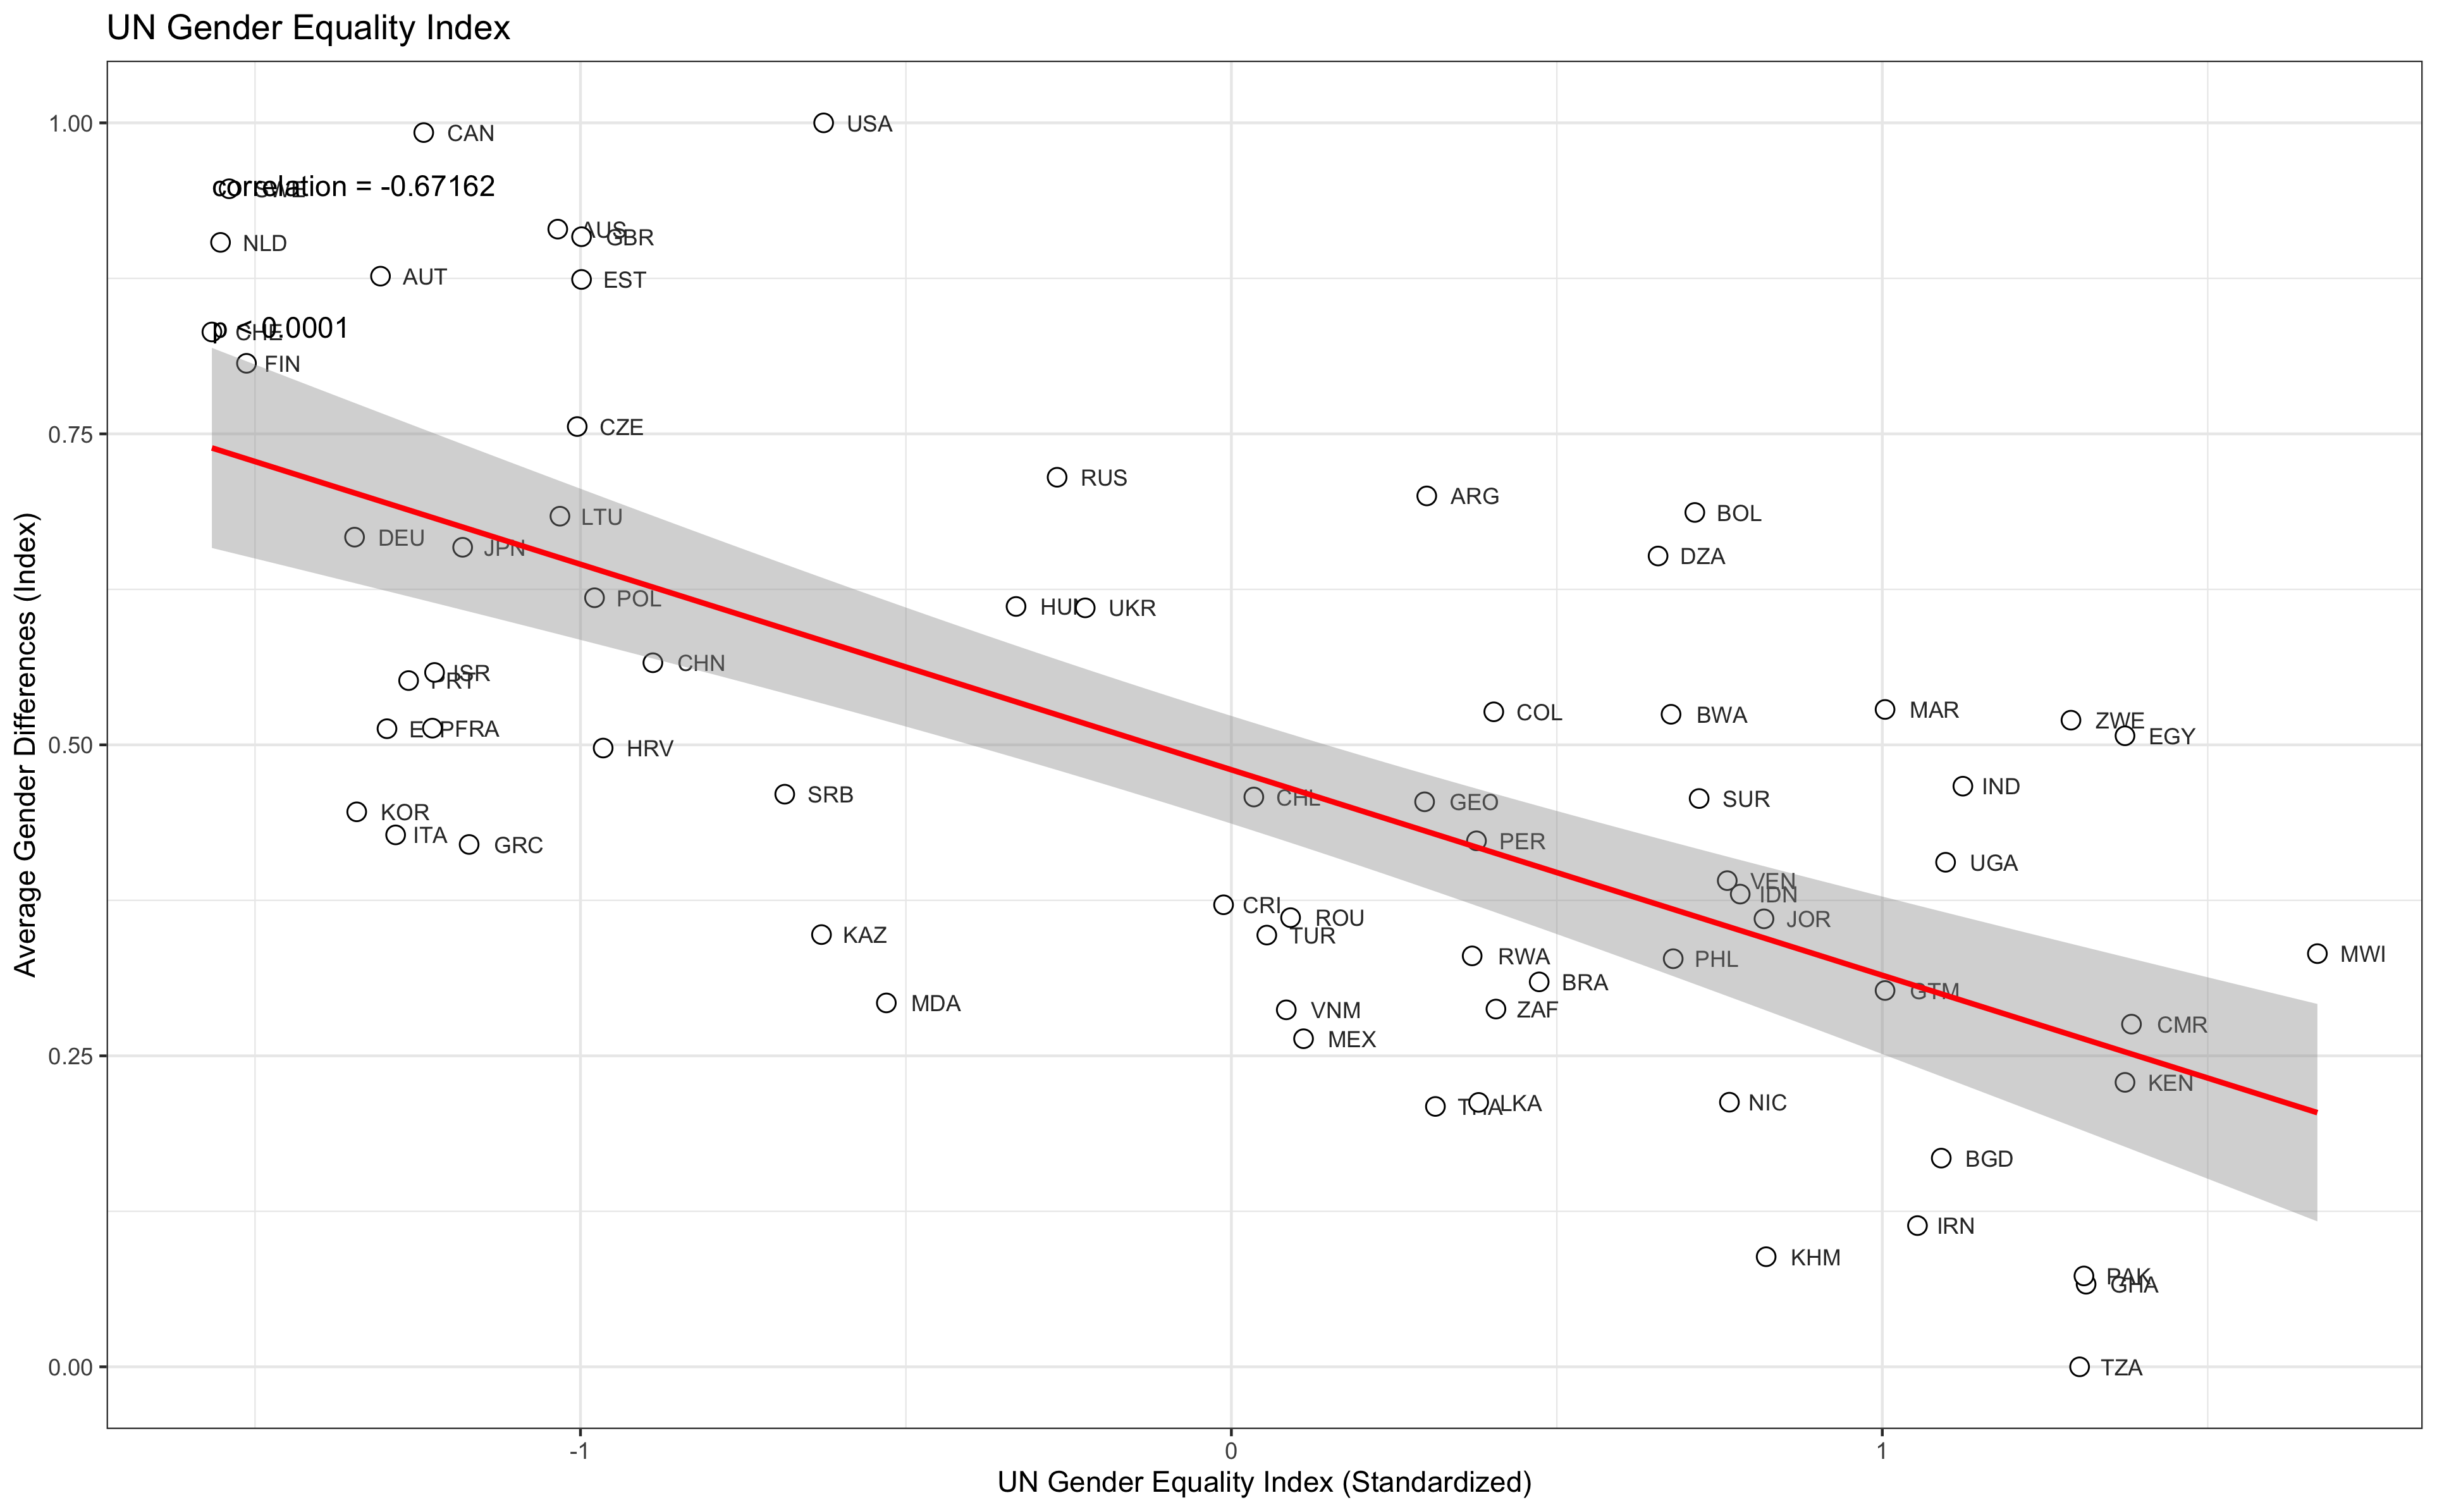 UN Gender Equality Index
1.00
0.75
0.50
0.25
0.00
Average Gender Differences (Index)
USA
CAN
correlation = -0.67162
SWE
AUS
GBR
NLD
AUT
EST
p < 0.0001
CHE
FIN
CZE
RUS
ARG
BOL
LTU
DEU
JPN
DZA
POL
HUN
UKR
CHN
ISR
PRT
COL
BWA
MAR
ZWE
EGY
ESP
FRA
HRV
SRB
CHL
GEO
SUR
IND
KOR
ITA
GRC
PER
UGA
VEN
IDN
CRI
ROU
JOR
KAZ
TUR
RWA
PHL
MWI
BRA
GTM
MDA
VNM
ZAF
MEX
CMR
KEN
THA
LKA
NIC
BGD
IRN
KHM
PAK
GHA
TZA
-1
0
1
UN Gender Equality Index (Standardized)